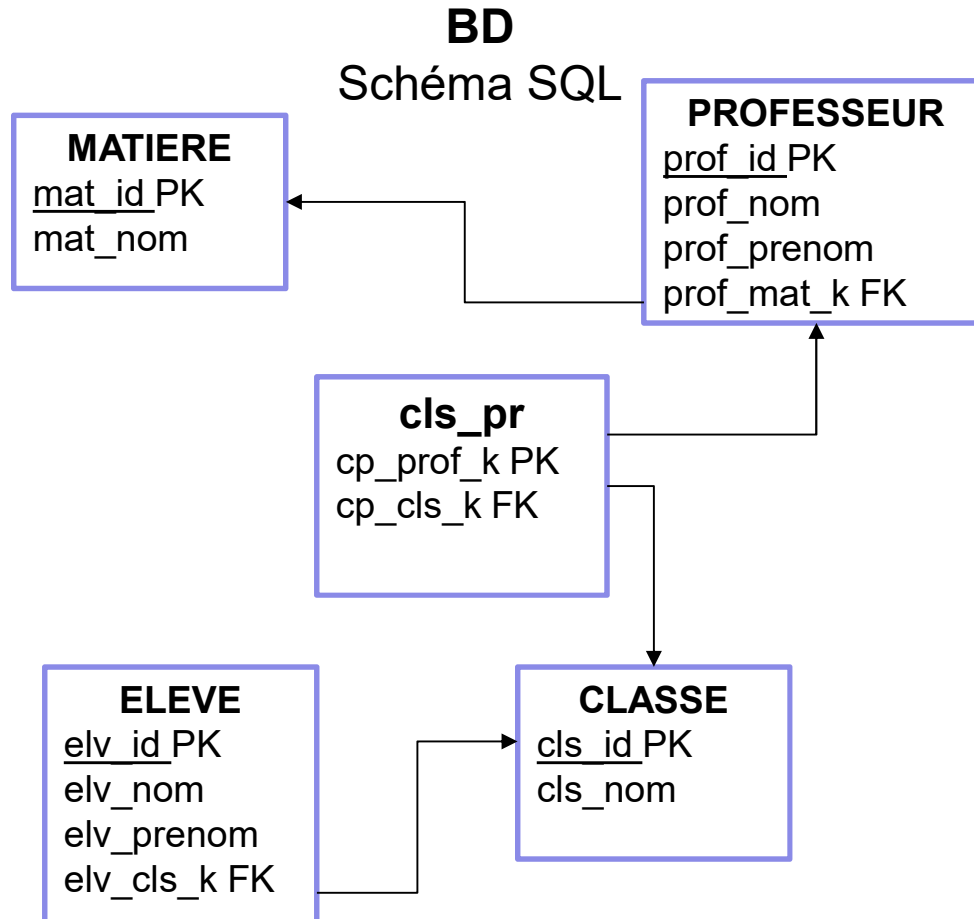 BD
Schéma SQL
MATIERE
mat_id PK
mat_nom
PROFESSEUR
prof_id PK
prof_nom
prof_prenom
prof_mat_k FK
cls_pr
cp_prof_k PK
cp_cls_k FK
ELEVE
elv_id PK
elv_nom
elv_prenom
elv_cls_k FK
CLASSE
cls_id PK
cls_nom